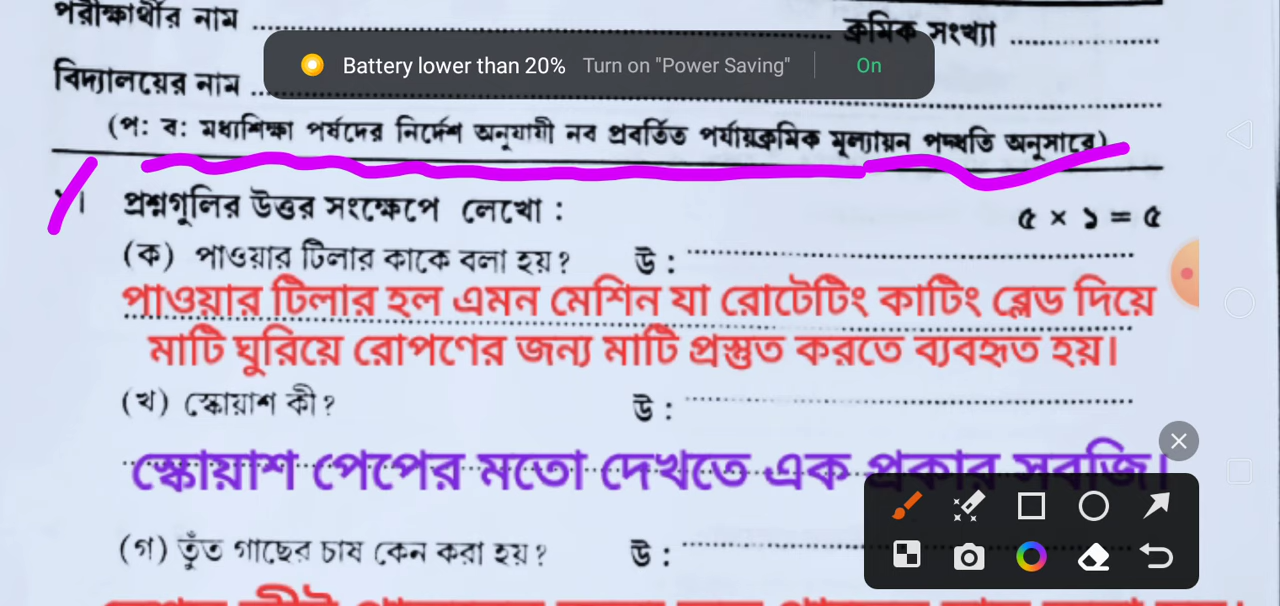 পরীক্ষার্থীর নাম ........................ ক্রমিক সংখ্যা ............
Battery lower than 20% Turn on "Power Saving" On
বিদ্যালয়ের নাম ........................
(প: ব: মধ্যশিক্ষা পর্ষদের নির্দেশ অনুযায়ী নব প্রবর্তিত পর্যায়ক্রমিক মূল্যায়ন পদ্ধতি অনুসারে)
১। প্রশ্নগুলির উত্তর সংক্ষেপে লেখো : ৫ × ১ = ৫
(ক) পাওয়ার টিলার কাকে বলা হয়? উ : ........................
পাওয়ার টিলার হল এমন মেশিন যা রোটেটিং কাটিং ব্লেড দিয়ে
মাটি ঘুরিয়ে রোপণের জন্য মাটি প্রস্তুত করতে ব্যবহৃত হয়।
(খ) স্কোয়াশ কী? উ : ........................
স্কোয়াশ পেপের মতো দেখতে এক প্রকার সবজি।
(গ) তুঁত গাছের চাষ কেন করা হয়? উ : ............